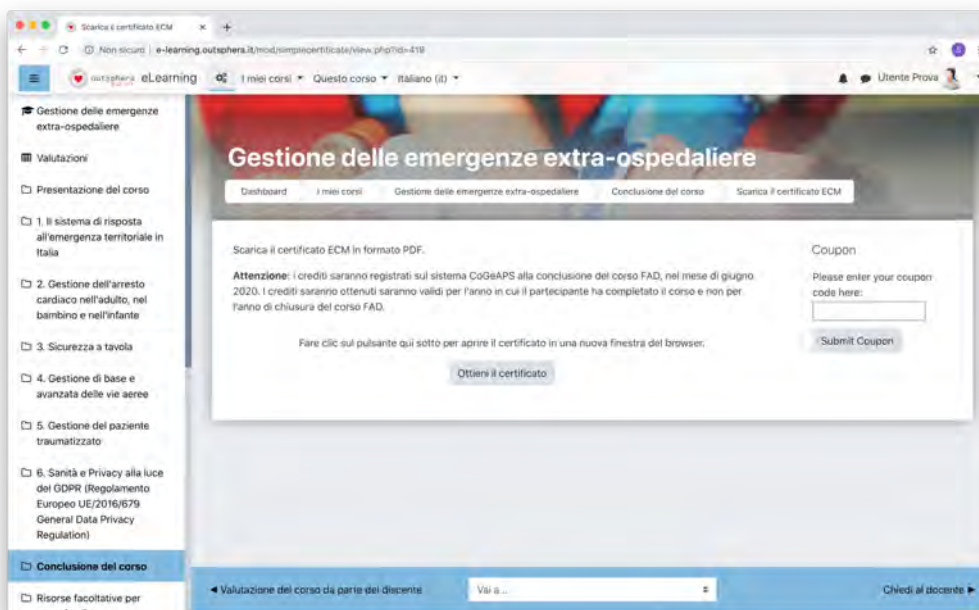 Scarica il certificato ECM
Non sicuro | e-learning.outsphera.it/mod/simplecertificate/view.php?id=419
outsphera eLearning
I miei corsi
Questo corso
Italiano (it)
Utente Prova
Gestione delle emergenze
extra-ospedaliere
Valutazioni
Presentazione del corso
1. Il sistema di risposta
all'emergenza territoriale in
Italia
2. Gestione dell'arresto
cardiaco nell'adulto, nel
bambino e nell'infante
3. Sicurezza a tavola
4. Gestione di base e
avanzata delle vie aeree
5. Gestione del paziente
traumatizzato
6. Sanità e Privacy alla luce
del GDPR (Regolamento
Europeo UE/2016/679
General Data Privacy
Regulation)
Conclusione del corso
Risorse facoltative per
Gestione delle emergenze extra-ospedaliere
Dashboard
I miei corsi
Gestione delle emergenze extra-ospedaliere
Conclusione del corso
Scarica il certificato ECM
Scarica il certificato ECM in formato PDF.
Attenzione: i crediti saranno registrati sul sistema CoGeAPS alla conclusione del corso FAD, nel mese di giugno
2020. I crediti saranno ottenuti saranno validi per l'anno in cui il partecipante ha completato il corso e non per
l'anno di chiusura del corso FAD.
Fare clic sul pulsante qui sotto per aprire il certificato in una nuova finestra del browser.
Ottieni il certificato
Coupon
Please enter your coupon
code here:
Submit Coupon
◄ Valutazione del corso da parte del discente
Vai a ...
Chiedi al docente ►